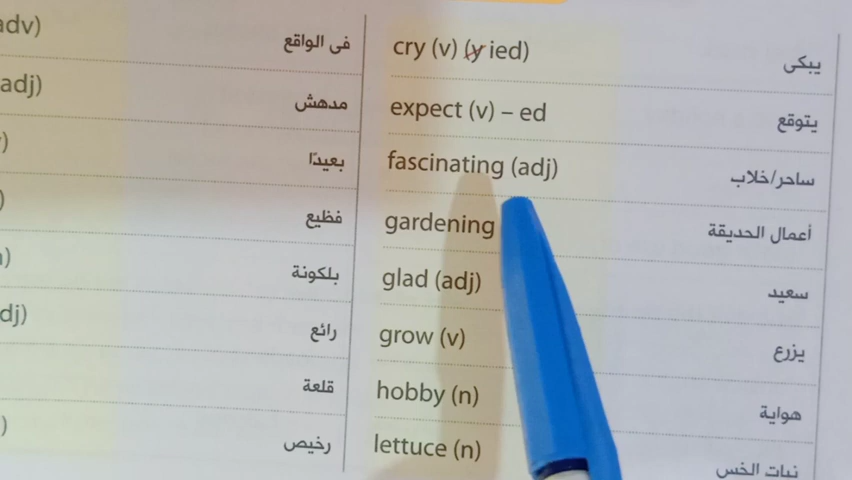 adv) في الواقع
adj) مدهش
) بعيدًا
) فظيع
) بلكونة
dj) رائع
قلعة
) رخيص
cry (v) (y ied) يبكى
expect (v) – ed يتوقع
fascinating (adj) ساحر/خلاب
gardening أعمال الحديقة
glad (adj) سعيد
grow (v) يزرع
hobby (n) هواية
lettuce (n) نبات الخس